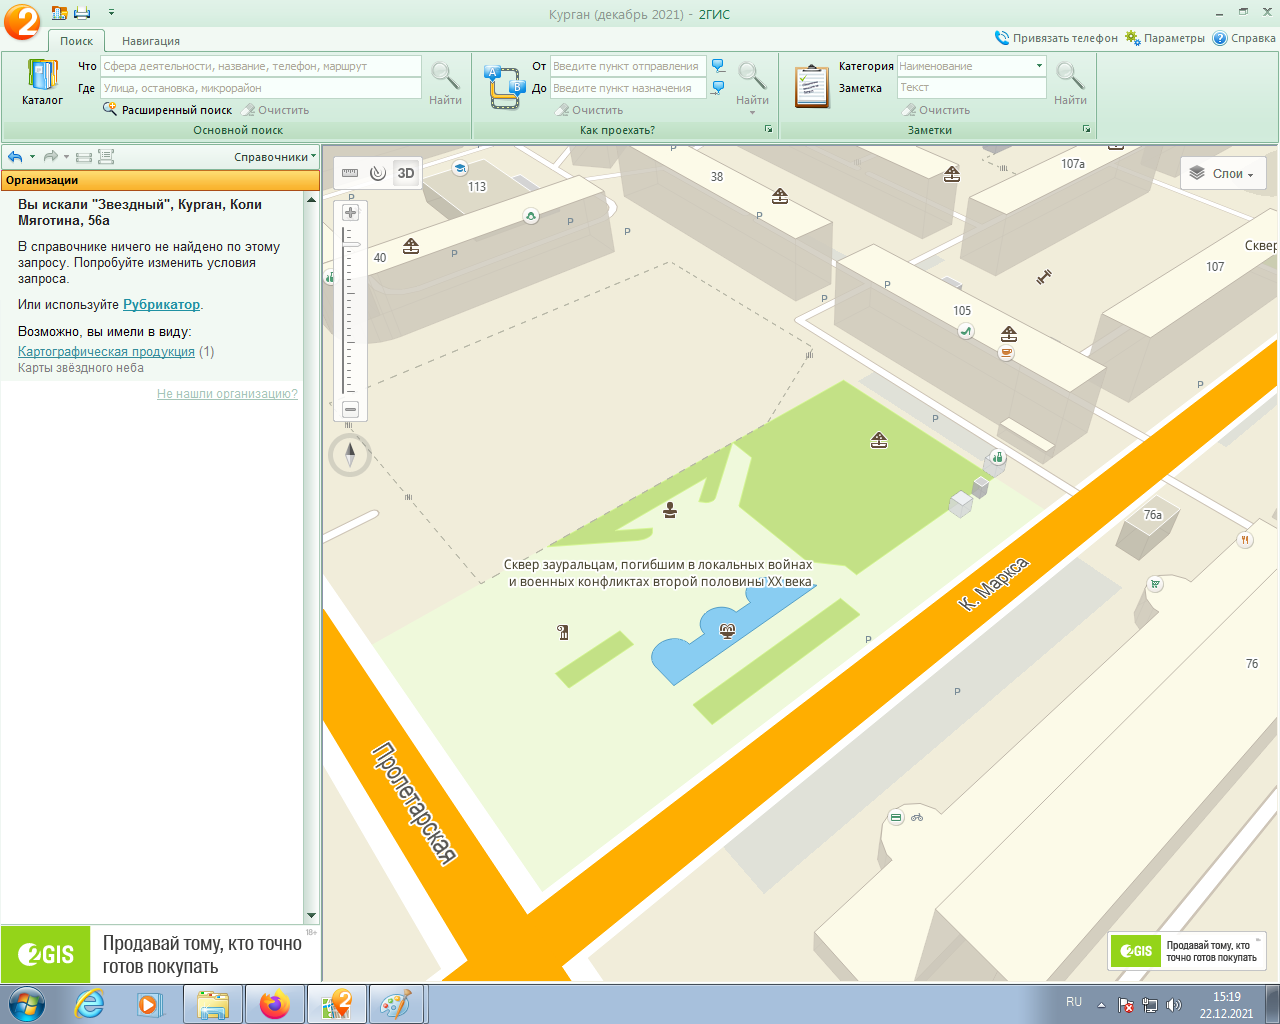 Курган (декабрь 2021) - 2ГИС
Поиск
Навигация
Привязать телефон
Параметры
Справка
Каталог
Что
Сфера деятельности, название, телефон, маршрут
Где
Улица, остановка, микрорайон
Найти
Расширенный поиск
Очистить
Основной поиск
От
Введите пункт отправления
До
Введите пункт назначения
Найти
Очистить
Как проехать?
Категория
Наименование
Заметка
Текст
Найти
Очистить
Заметки
Справочники
Организации
Вы искали "Звездный", Курган, Коли
Мяготина, 56а
В справочнике ничего не найдено по этому
запросу. Попробуйте изменить условия
запроса.
Или используйте Рубрикатор.
Возможно, вы имели в виду:
Картографическая продукция (1)
Карты звёздного неба
Не нашли организацию?
3D
Слои
113
38
107а
40
Сквер
107
105
76а
76
P
P
P
P
P
P
P
P
P
P
P
P
Сквер зауральцам, погибшим в локальных войнах
и военных конфликтах второй половины XX века
К. Маркса
Пролетарская
2GIS
Продавай тому, кто точно
готов покупать
18+
2GIS
Продавай тому, кто
точно готов покупать
RU
15:19
22.12.2021